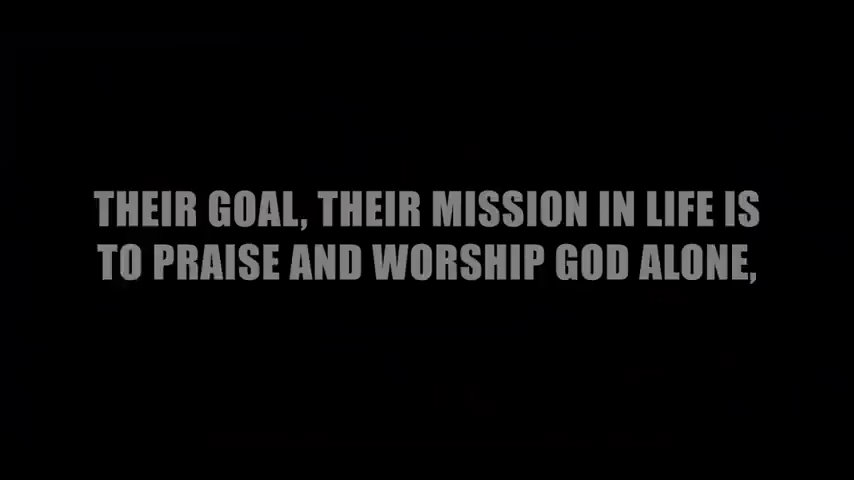 THEIR GOAL, THEIR MISSION IN LIFE IS
TO PRAISE AND WORSHIP GOD ALONE,